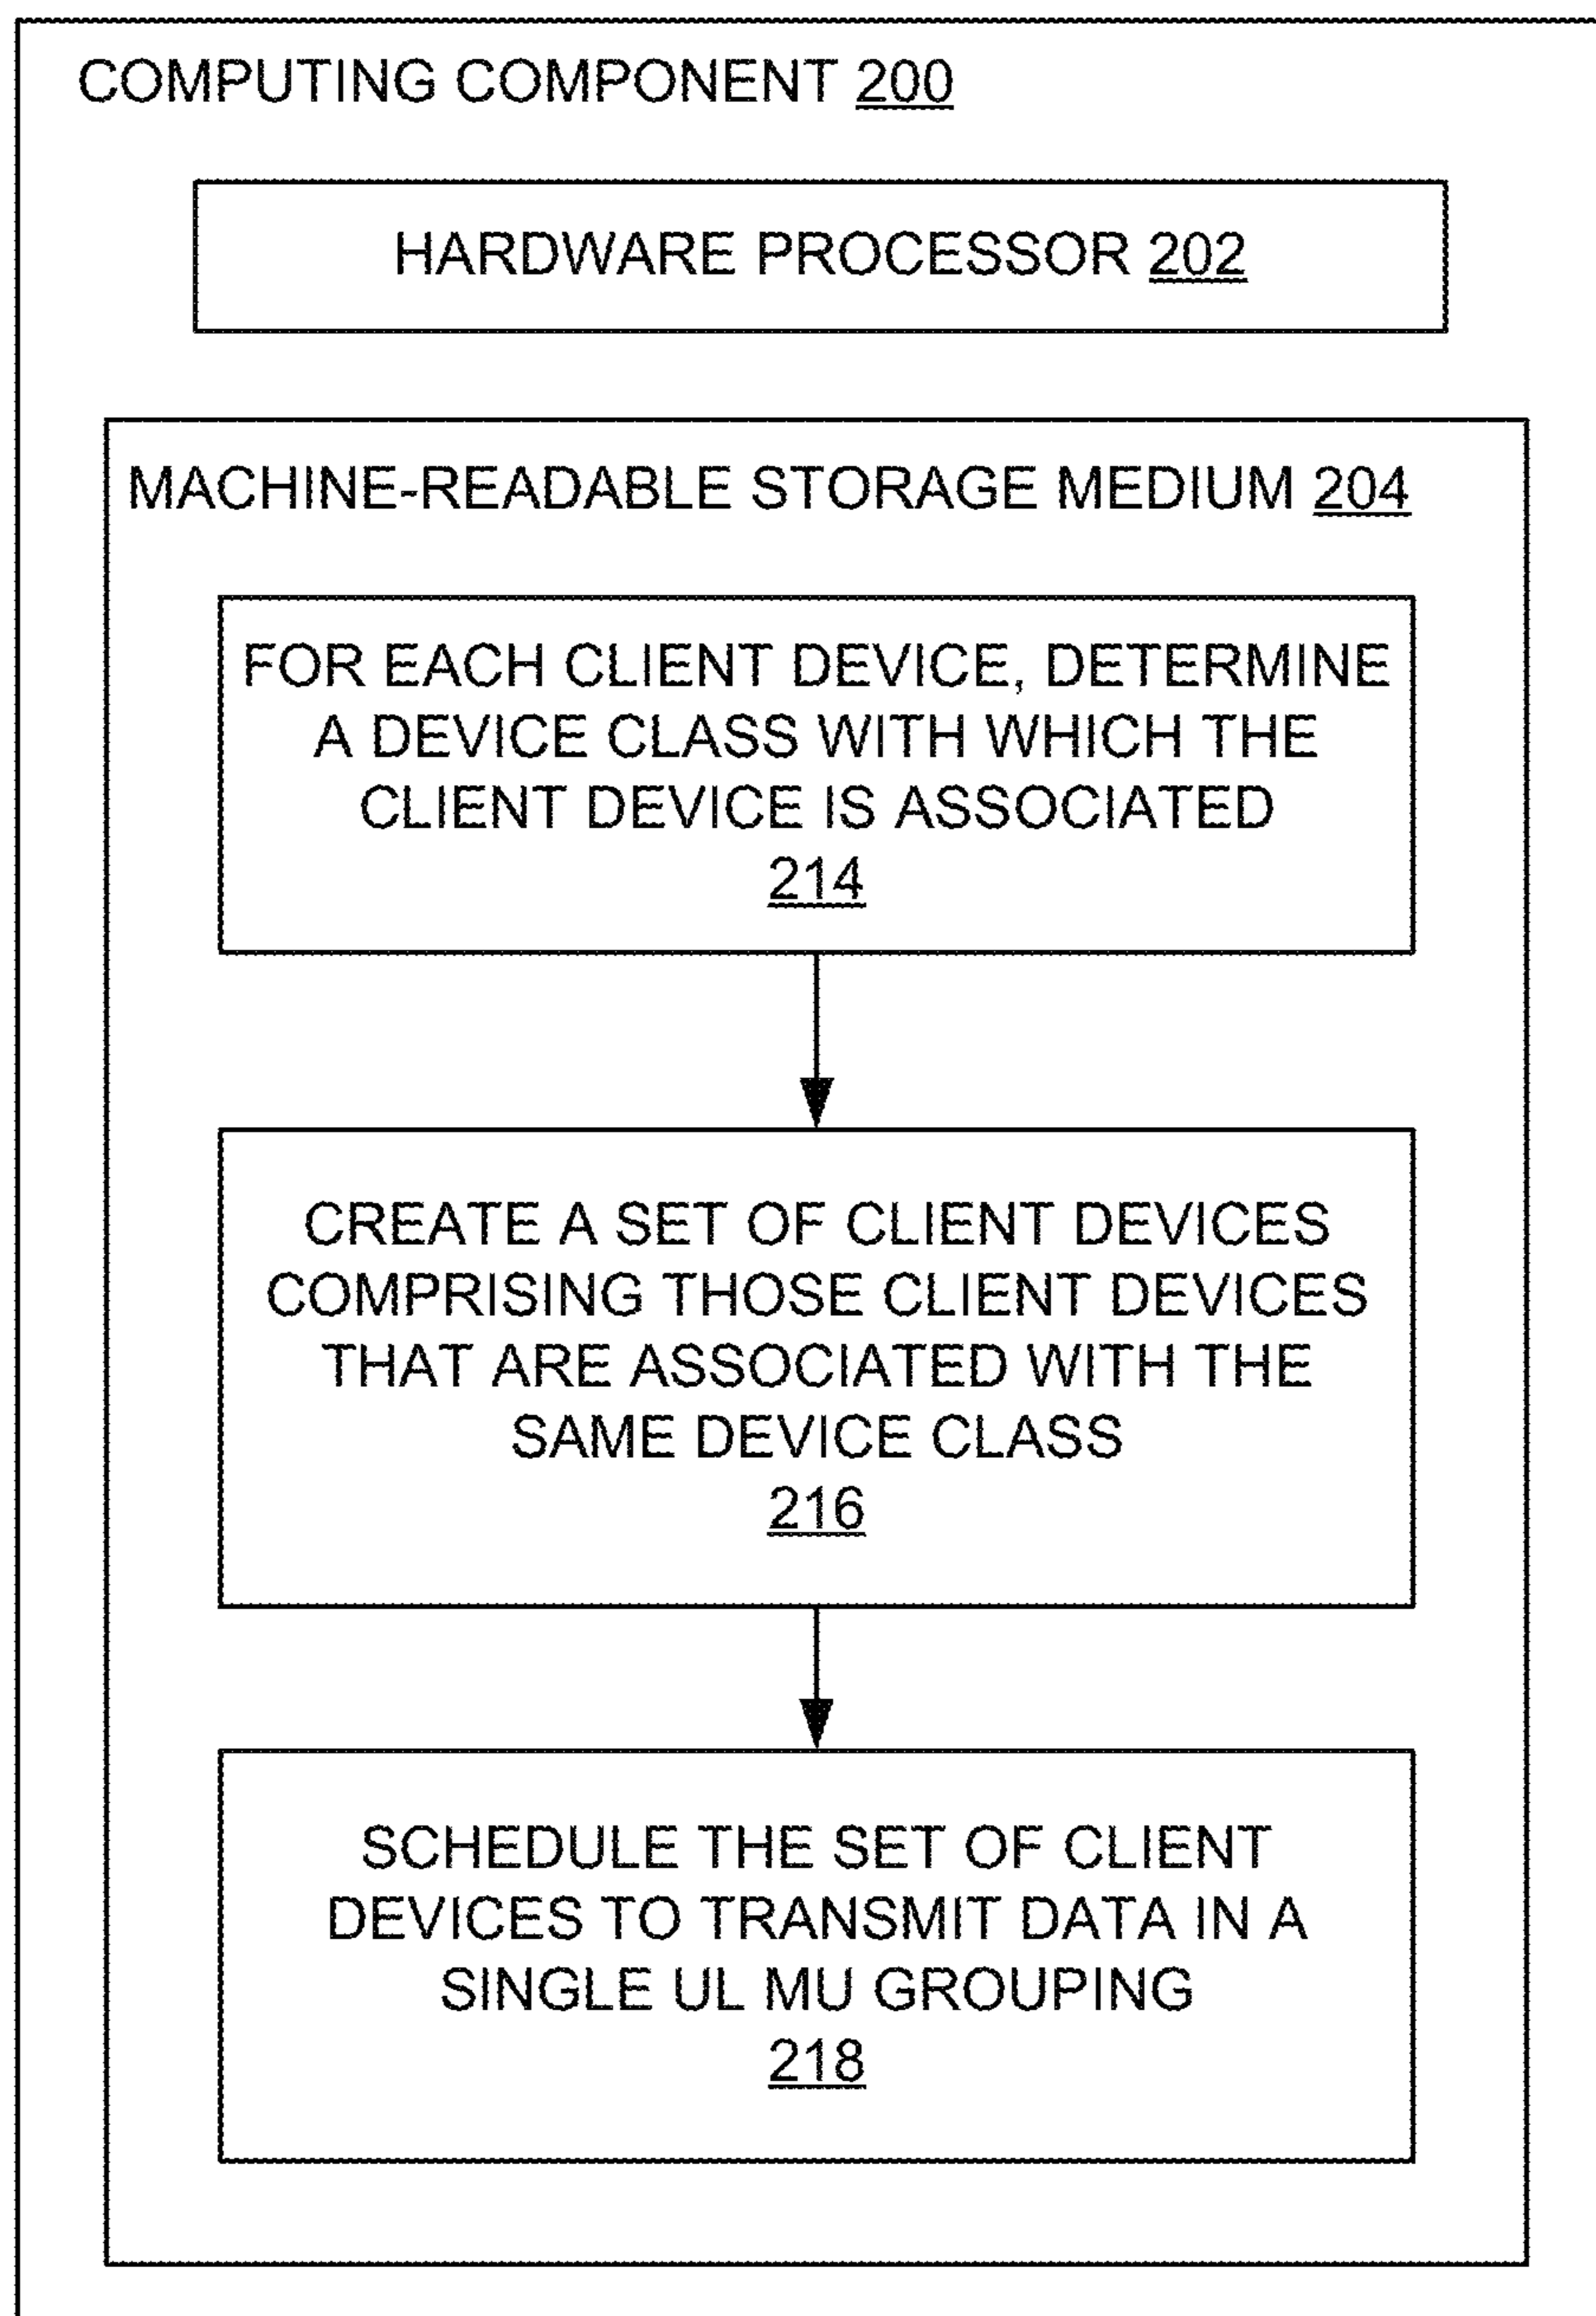 COMPUTING COMPONENT 200
HARDWARE PROCESSOR 202
MACHINE-READABLE STORAGE MEDIUM 204
FOR EACH CLIENT DEVICE, DETERMINE
A DEVICE CLASS WITH WHICH THE
CLIENT DEVICE IS ASSOCIATED
214
CREATE A SET OF CLIENT DEVICES
COMPRISING THOSE CLIENT DEVICES
THAT ARE ASSOCIATED WITH THE
SAME DEVICE CLASS
216
SCHEDULE THE SET OF CLIENT
DEVICES TO TRANSMIT DATA IN A
SINGLE UL MU GROUPING
218